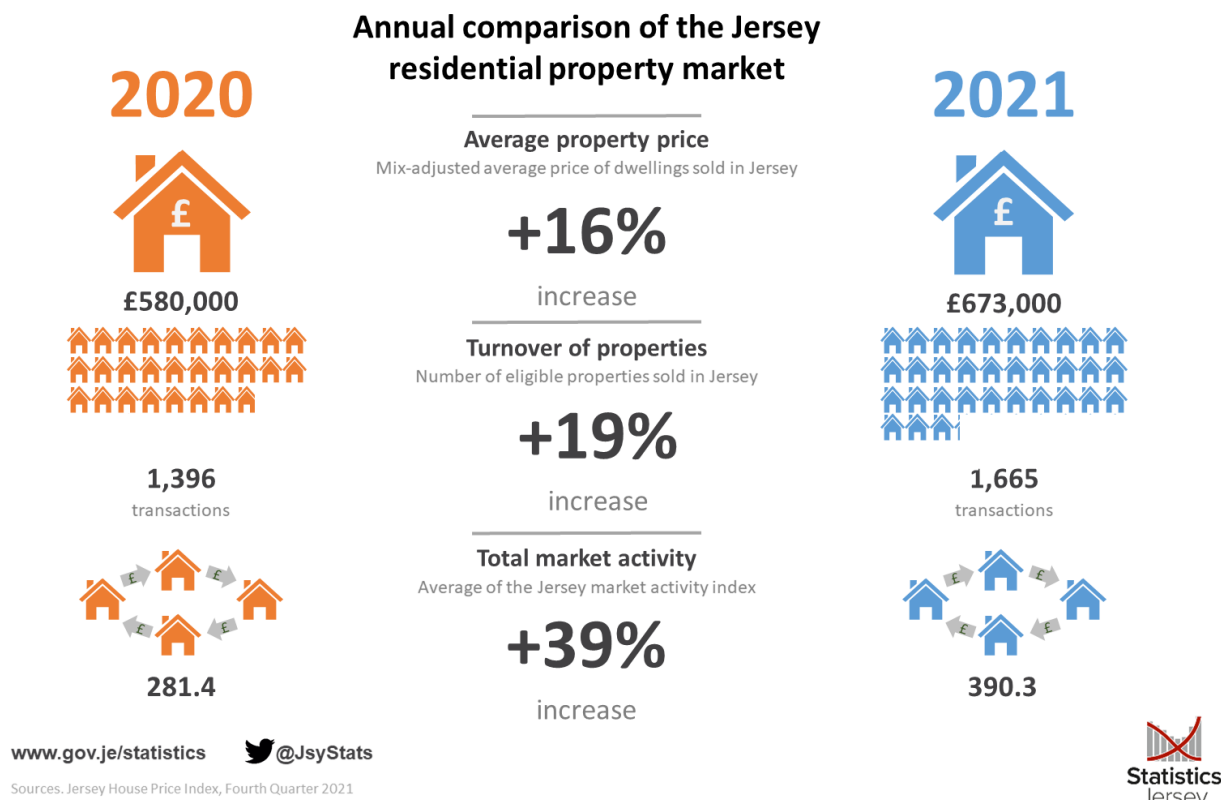 Annual comparison of the Jersey
residential property market
2020
£
£580,000
1,396
transactions
£
£
£
£
281.4
Average property price
Mix-adjusted average price of dwellings sold in Jersey
+16%
increase
Turnover of properties
Number of eligible properties sold in Jersey
+19%
increase
Total market activity
Average of the Jersey market activity index
+39%
increase
2021
£
£673,000
1,665
transactions
£
£
£
£
390.3
www.gov.je/statistics @JsyStats
Sources. Jersey House Price Index, Fourth Quarter 2021
Statistics
Jersey